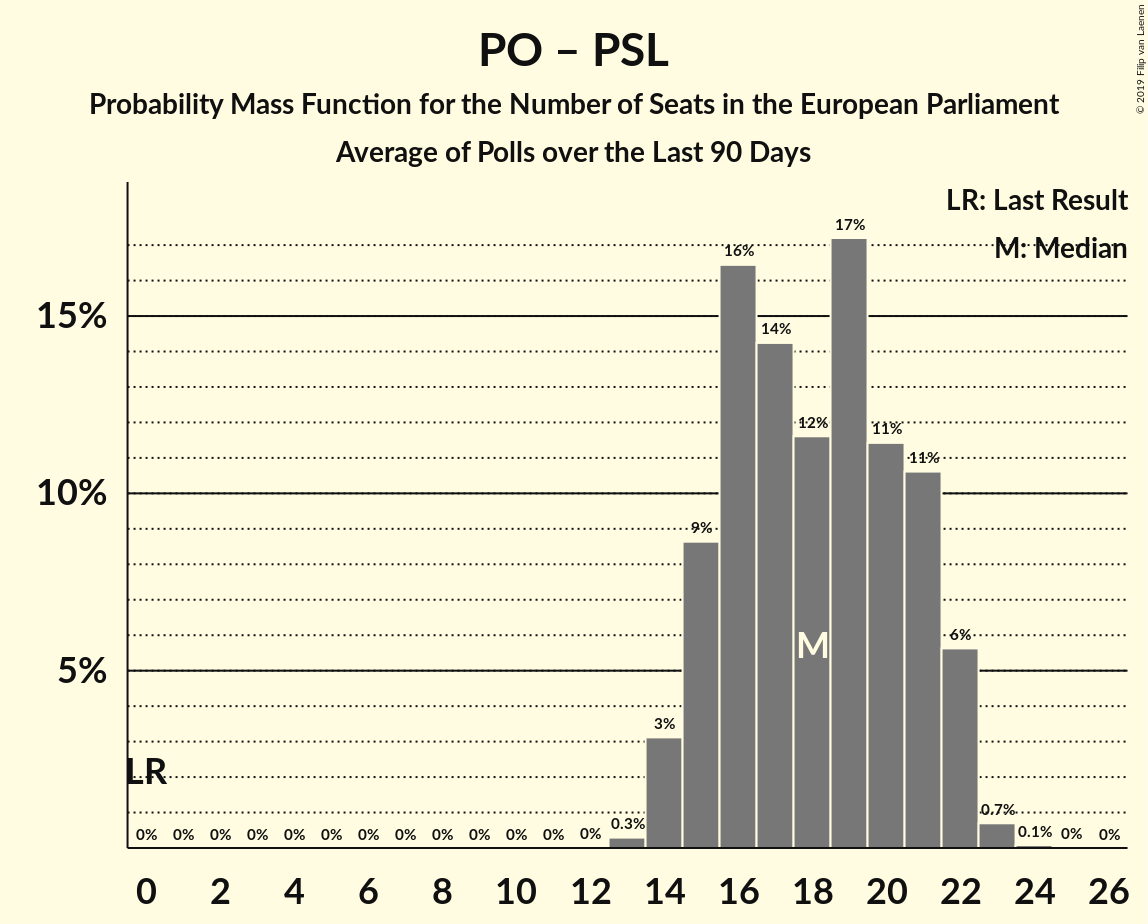 PO – PSL
Probability Mass Function for the Number of Seats in the European Parliament
Average of Polls over the Last 90 Days
© 2019 Filip van Laenen
LR: Last Result
M: Median
15%
10%
5%
0% 0% 0% 0% 0% 0% 0% 0% 0% 0% 0% 0% 0% 0.3% 3% 9% 16% 14% 12% 17% 11% 11% 6% 0.7% 0.1% 0% 0%
M
LR
0 2 4 6 8 10 12 14 16 18 20 22 24 26